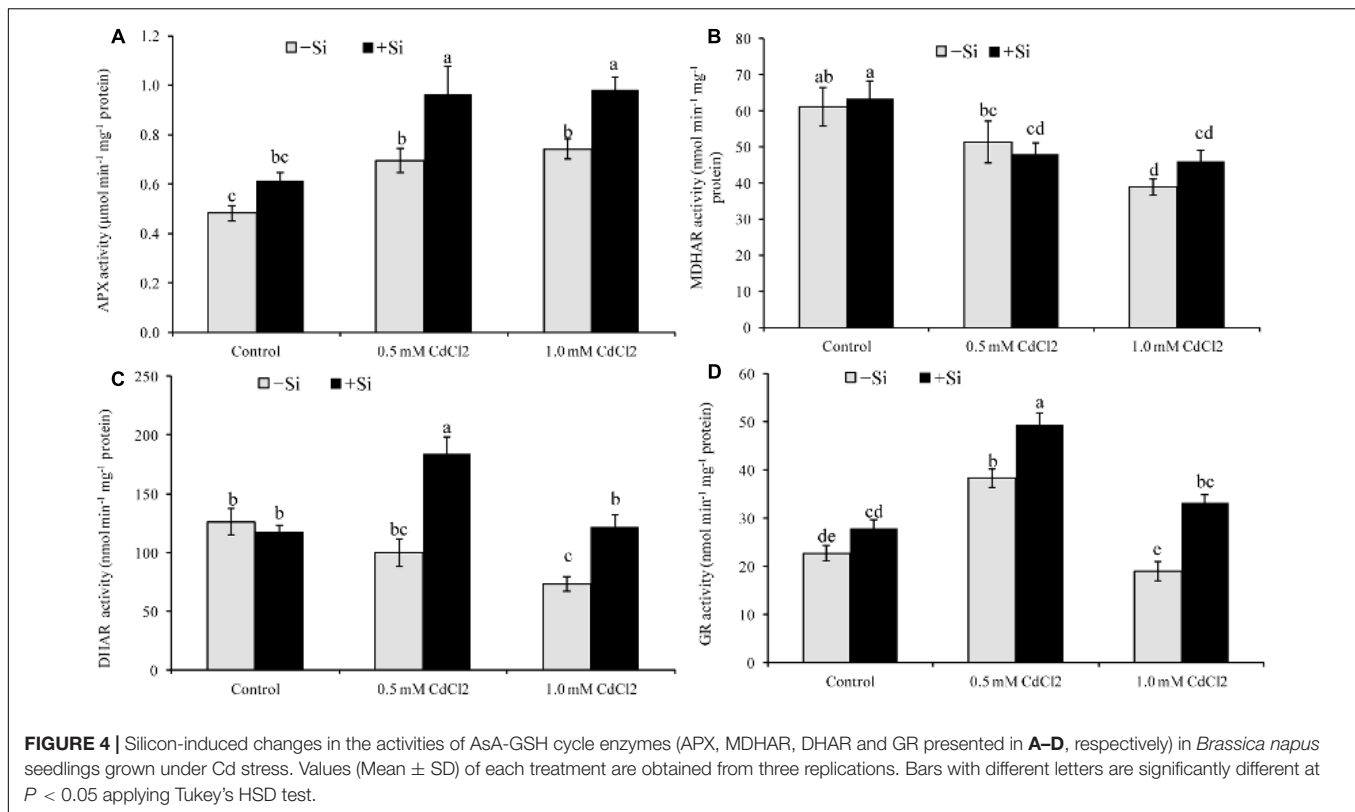 A
−Si +Si
APX activity (μmol min⁻¹ mg⁻¹ protein)
1.2
1.0
0.8
0.6
0.4
0.2
0.0
c
bc
b
a
b
a
Control
0.5 mM CdCl2
1.0 mM CdCl2
B
−Si +Si
MDHAR activity (nmol min⁻¹ mg⁻¹
protein)
80
70
60
50
40
30
20
10
0
ab
a
bc
cd
d
cd
Control
0.5 mM CdCl2
1.0 mM CdCl2
C
−Si +Si
DHAR activity (nmol min⁻¹ mg⁻¹ protein)
250
200
150
100
50
0
b
b
bc
a
c
b
Control
0.5 mM CdCl2
1.0 mM CdCl2
D
−Si +Si
GR activity (nmol min⁻¹ mg⁻¹ protein)
60
50
40
30
20
10
0
de
cd
b
a
e
bc
Control
0.5 mM CdCl2
1.0 mM CdCl2
FIGURE 4 | Silicon-induced changes in the activities of AsA-GSH cycle enzymes (APX, MDHAR, DHAR and GR presented in A–D, respectively) in Brassica napus
seedlings grown under Cd stress. Values (Mean ± SD) of each treatment are obtained from three replications. Bars with different letters are significantly different at
P < 0.05 applying Tukey's HSD test.